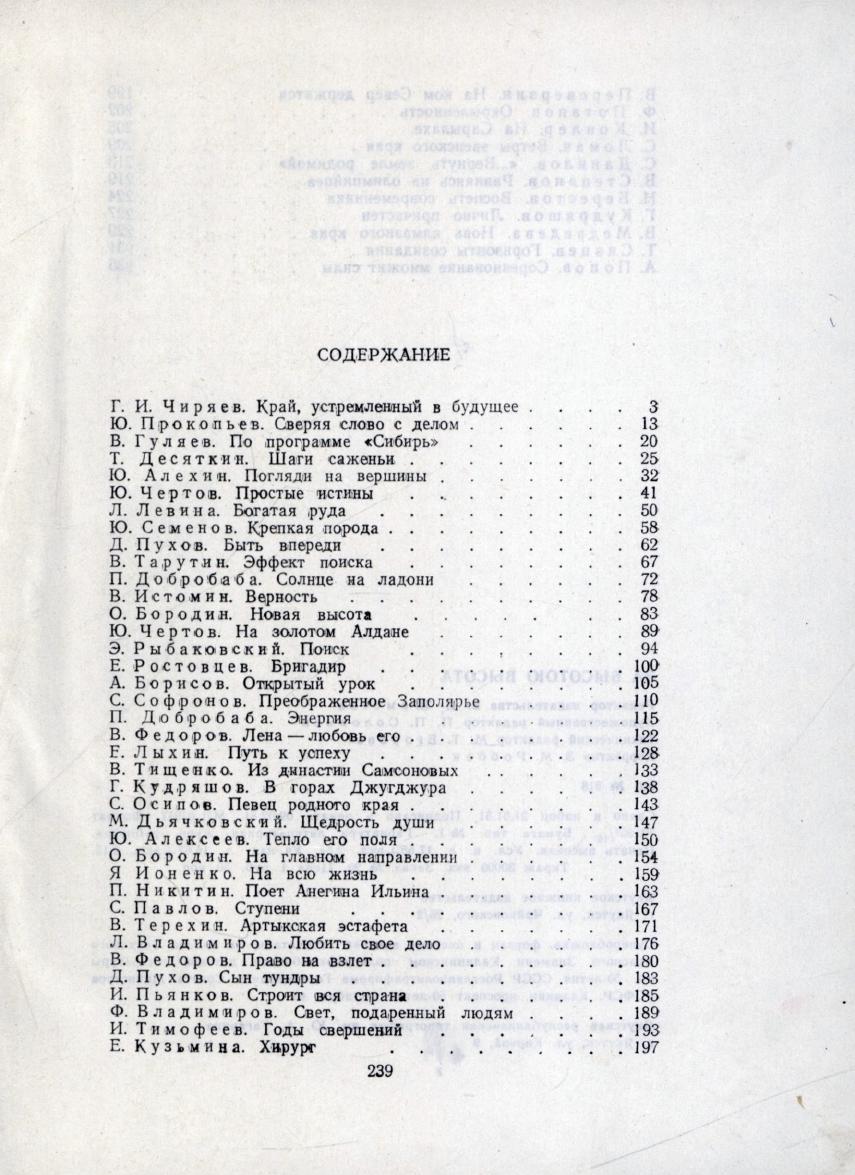 СОДЕРЖАНИЕ
Г. И. Чиряев. Край, устремленный в будущее . . . . 3
Ю. Прокопьев. Сверяя слово с делом . . . . . . 13
В. Гуляев. По программе «Сибирь» . . . . . . 20
Т. Десяткин. Шаги саженьи . . . . . . . . 25
Ю. Алехин. Погляди на вершины . . . . . . . 32
Ю. Чертов. Простые истины . . . . . . . . 41
Л. Левина. Богатая руда . . . . . . . . . 50
Ю. Семенов. Крепкая порода . . . . . . . . . 58
Д. Пухов. Быть впереди . . . . . . . . . 62
В. Тарутин. Эффект поиска . . . . . . . . 67
П. Добробаба. Солнце на ладони . . . . . . 72
В. Истомин. Верность . . . . . . . . . . 78
О. Бородин. Новая высота . . . . . . . . 83
Ю. Чертов. На золотом Алдане . . . . . . . 89
Э. Рыбаковский. Поиск . . . . . . . . 94
Е. Ростовцев. Бригадир . . . . . . . . . 100
А. Борисов. Открытый урок . . . . . . . . 105
С. Софронов. Преображенное Заполярье . . . . . 110
П. Добробаба. Энергия . . . . . . . . . 115
В. Федоров. Лена — любовь его . . . . . . . . 122
Е. Лыхин. Путь к успеху . . . . . . . . . 128
В. Тищенко. Из династии Самсоновых . . . . . 133
Г. Кудряшов. В горах Джугджура . . . . . . 138
С. Осипов. Певец родного края . . . . . . . . 143
М. Дьячковский. Щедрость души . . . . . . 147
Ю. Алексеев. Тепло его поля . . . . . . . . 150
О. Бородин. На главном направлении . . . . . 154
Я Ионенко. На всю жизнь . . . . . . . . 159
П. Никитин. Поет Анегина Ильина . . . . . . . 163
С. Павлов. Ступени . . . . . . . . . . 167
В. Терехин. Артыкская эстафета . . . . . . . 171
Л. Владимиров. Любить свое дело . . . . . . 176
В. Федоров. Право на взлет . . . . . . . . . 180
Д. Пухов. Сын тундры . . . . . . . . . . 183
И. Пьянков. Строит вся страна . . . . . . . 185
Ф. Владимиров. Свет, подаренный людям . . . . 189
И. Тимофеев. Годы свершений . . . . . . . 193
Е. Кузьмина. Хирург . . . . . . . . . 197
239